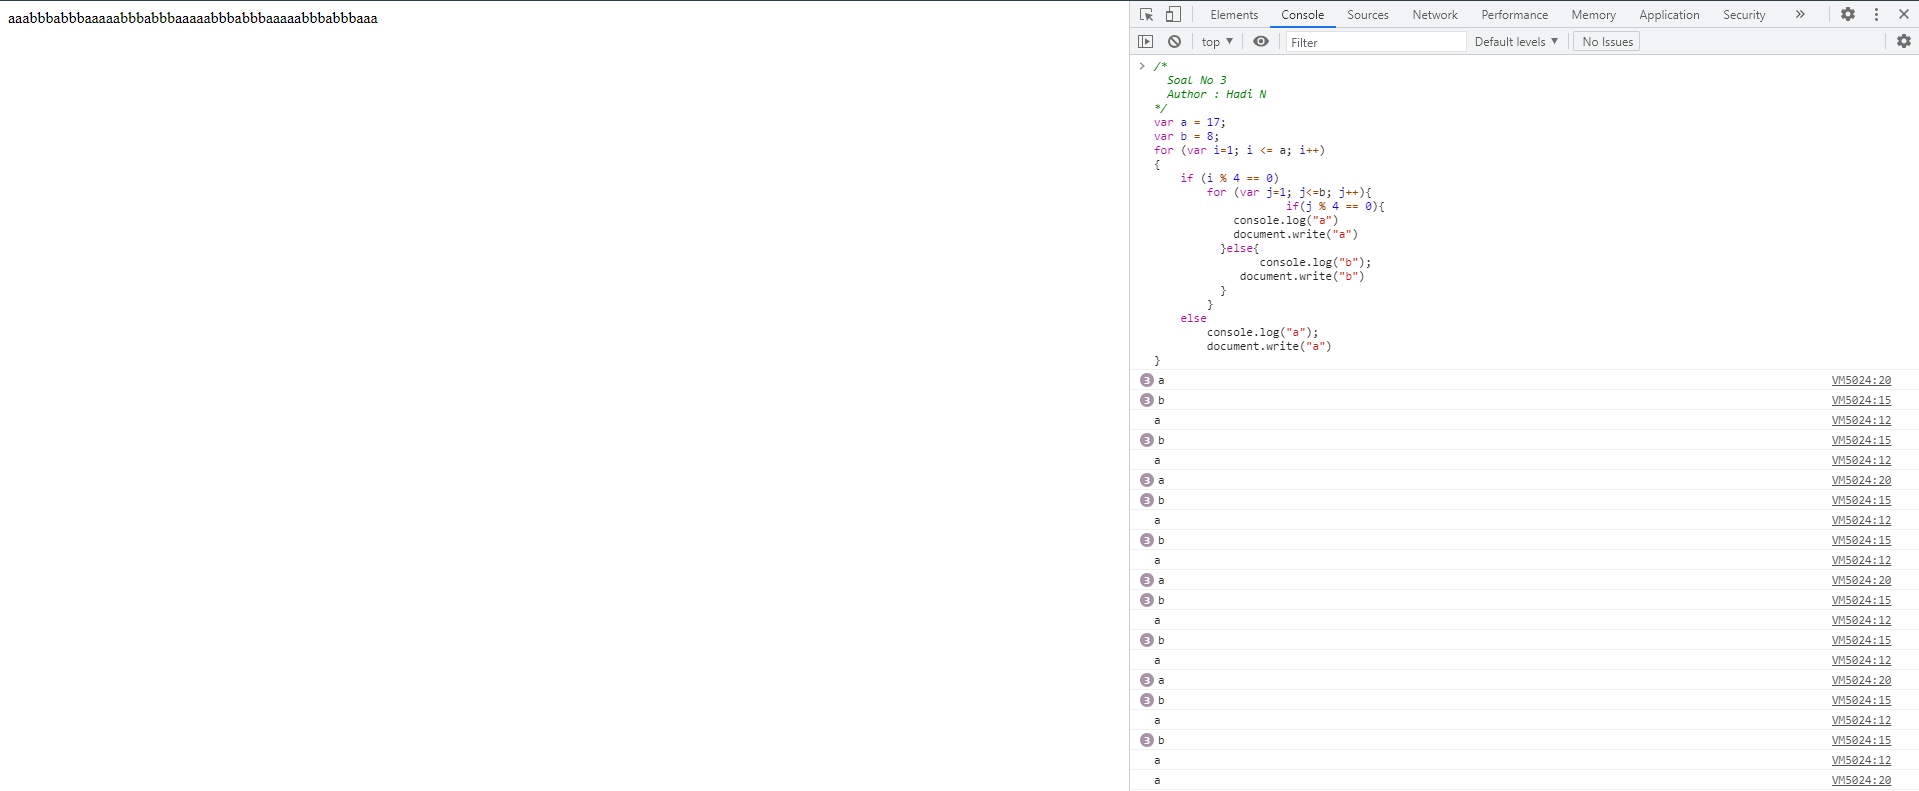 aaabbbabbbaaaaabbbabbbaaaaabbbabbbaaaaabbbabbbaaa
Elements Console Sources Network Performance Memory Application Security »
top ▼ Filter Default levels ▼ No Issues
> /*
Soal No 3
Author : Hadi N
*/
var a = 17;
var b = 8;
for (var i=1; i <= a; i++)
{
if (i % 4 == 0)
for (var j=1; j<=b; j++){
if(j % 4 == 0){
console.log("a")
document.write("a")
}else{
console.log("b");
document.write("b")
}
}
else
console.log("a");
document.write("a")
}
3 a VM5024:20
3 b VM5024:15
a VM5024:12
3 b VM5024:15
a VM5024:12
3 a VM5024:20
3 b VM5024:15
a VM5024:12
3 b VM5024:15
a VM5024:12
3 a VM5024:20
3 b VM5024:15
a VM5024:12
3 b VM5024:15
a VM5024:12
3 a VM5024:20
3 b VM5024:15
a VM5024:12
3 b VM5024:15
a VM5024:12
a VM5024:20